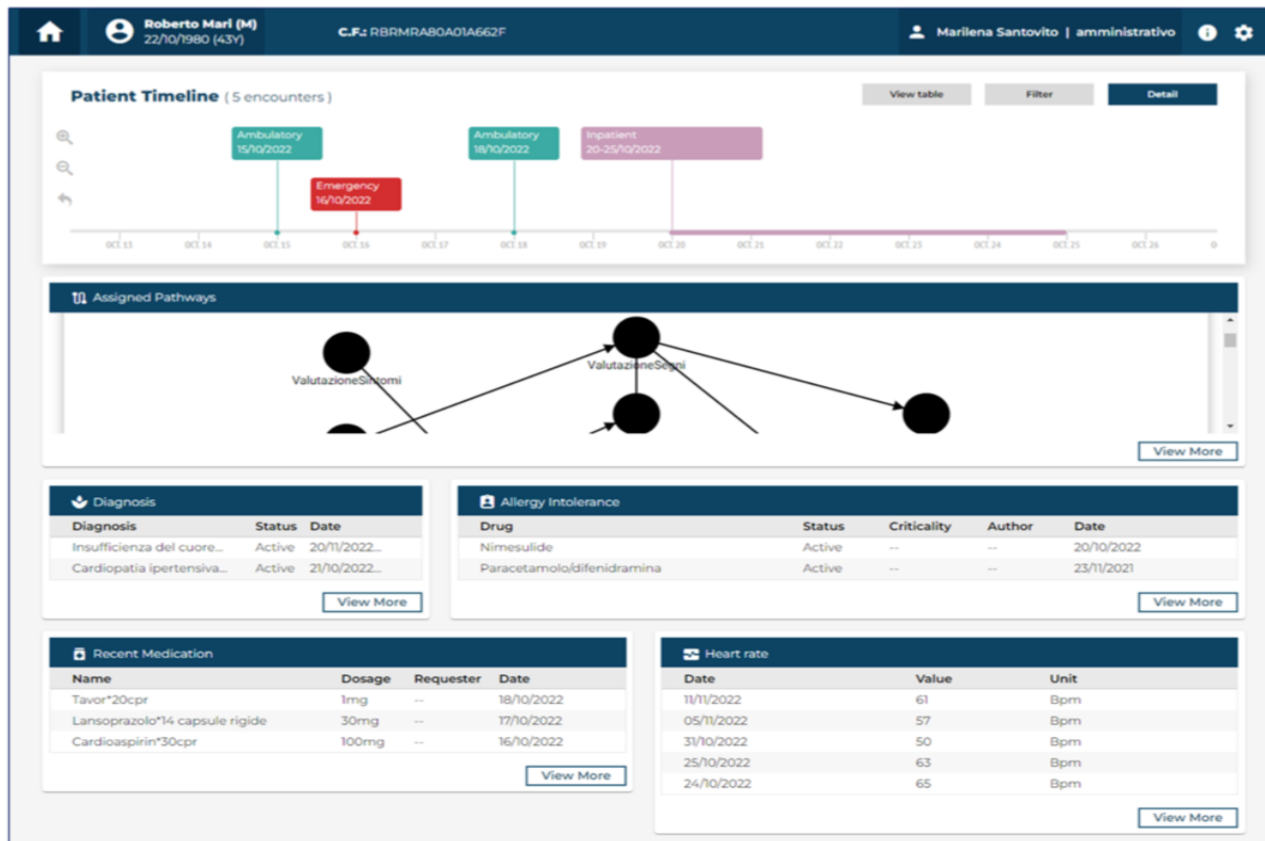 Roberto Mari (M)
22/10/1980 (43Y)
C.F.: RBRMRA80A01A662F
Marilena Santovito | amministrativo
Patient Timeline ( 5 encounters )
View table
Filter
Detail
Ambulatory
15/10/2022
Ambulatory
18/10/2022
Inpatient
20-25/10/2022
Emergency
16/10/2022
OCT.13 OCT.14 OCT.15 OCT.16 OCT.17 OCT.18 OCT.19 OCT.20 OCT.21 OCT.22 OCT.23 OCT.24 OCT.25 OCT.26 O
Assigned Pathways
ValutazioneSegni
ValutazioneSintomi
View More
Diagnosis
Diagnosis Status Date
Insufficienza del cuore... Active 20/11/2022...
Cardiopatia ipertensiva... Active 21/10/2022...
View More
Allergy Intolerance
Drug Status Criticality Author Date
Nimesulide Active -- -- 20/10/2022
Paracetamolo/difenidramina Active -- -- 23/11/2021
View More
Recent Medication
Name Dosage Requester Date
Tavor*20cpr 1mg -- 18/10/2022
Lansoprazolo*14 capsule rigide 30mg -- 17/10/2022
Cardioaspirin*30cpr 100mg -- 16/10/2022
View More
Heart rate
Date Value Unit
11/11/2022 61 Bpm
05/11/2022 57 Bpm
31/10/2022 50 Bpm
25/10/2022 63 Bpm
24/10/2022 65 Bpm
View More